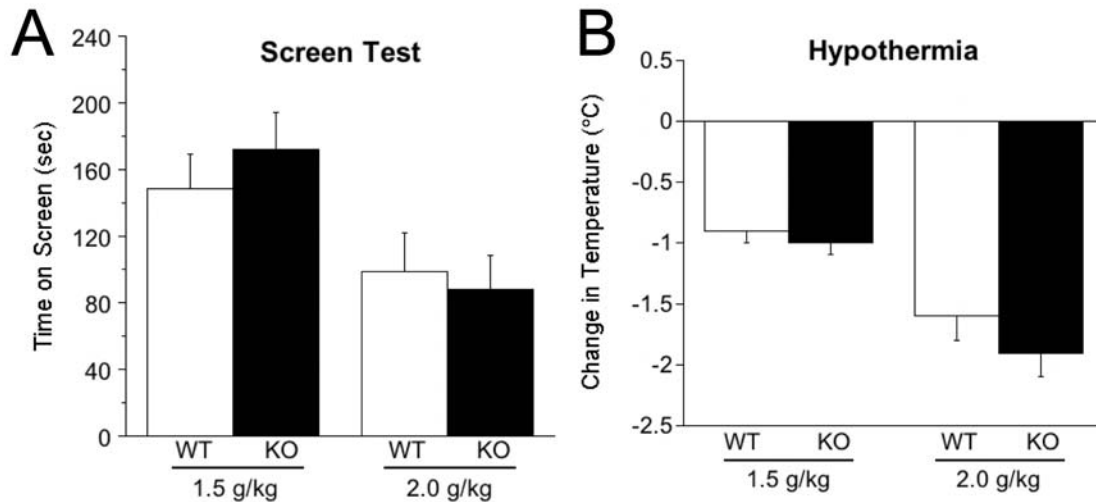 A
Screen Test
Time on Screen (sec)
240
200
160
120
80
40
0
WT KO WT KO
1.5 g/kg 2.0 g/kg
B
Hypothermia
Change in Temperature (°C)
0.5
0
-0.5
-1
-1.5
-2
-2.5
WT KO WT KO
1.5 g/kg 2.0 g/kg